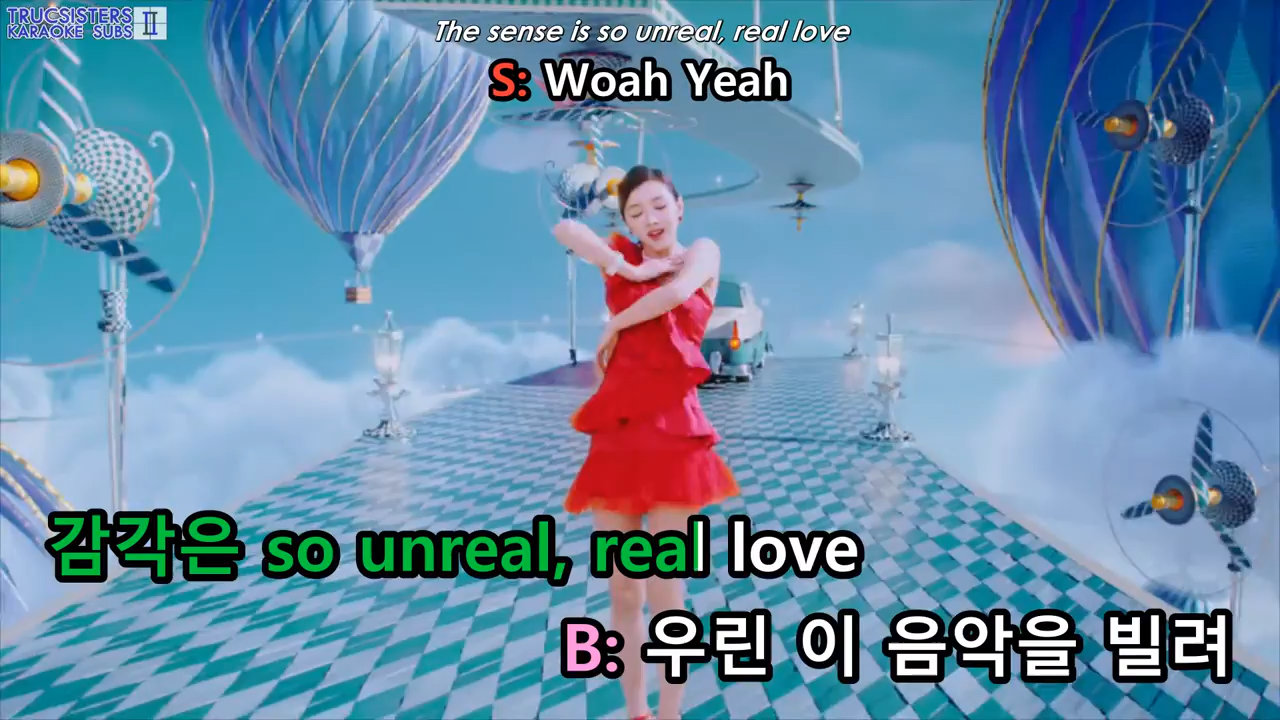 TRUCSISTERS
KARAOKE SUBS II
The sense is so unreal, real love
S: Woah Yeah
감각은 so unreal, real love
B: 우린 이 음악을 빌려